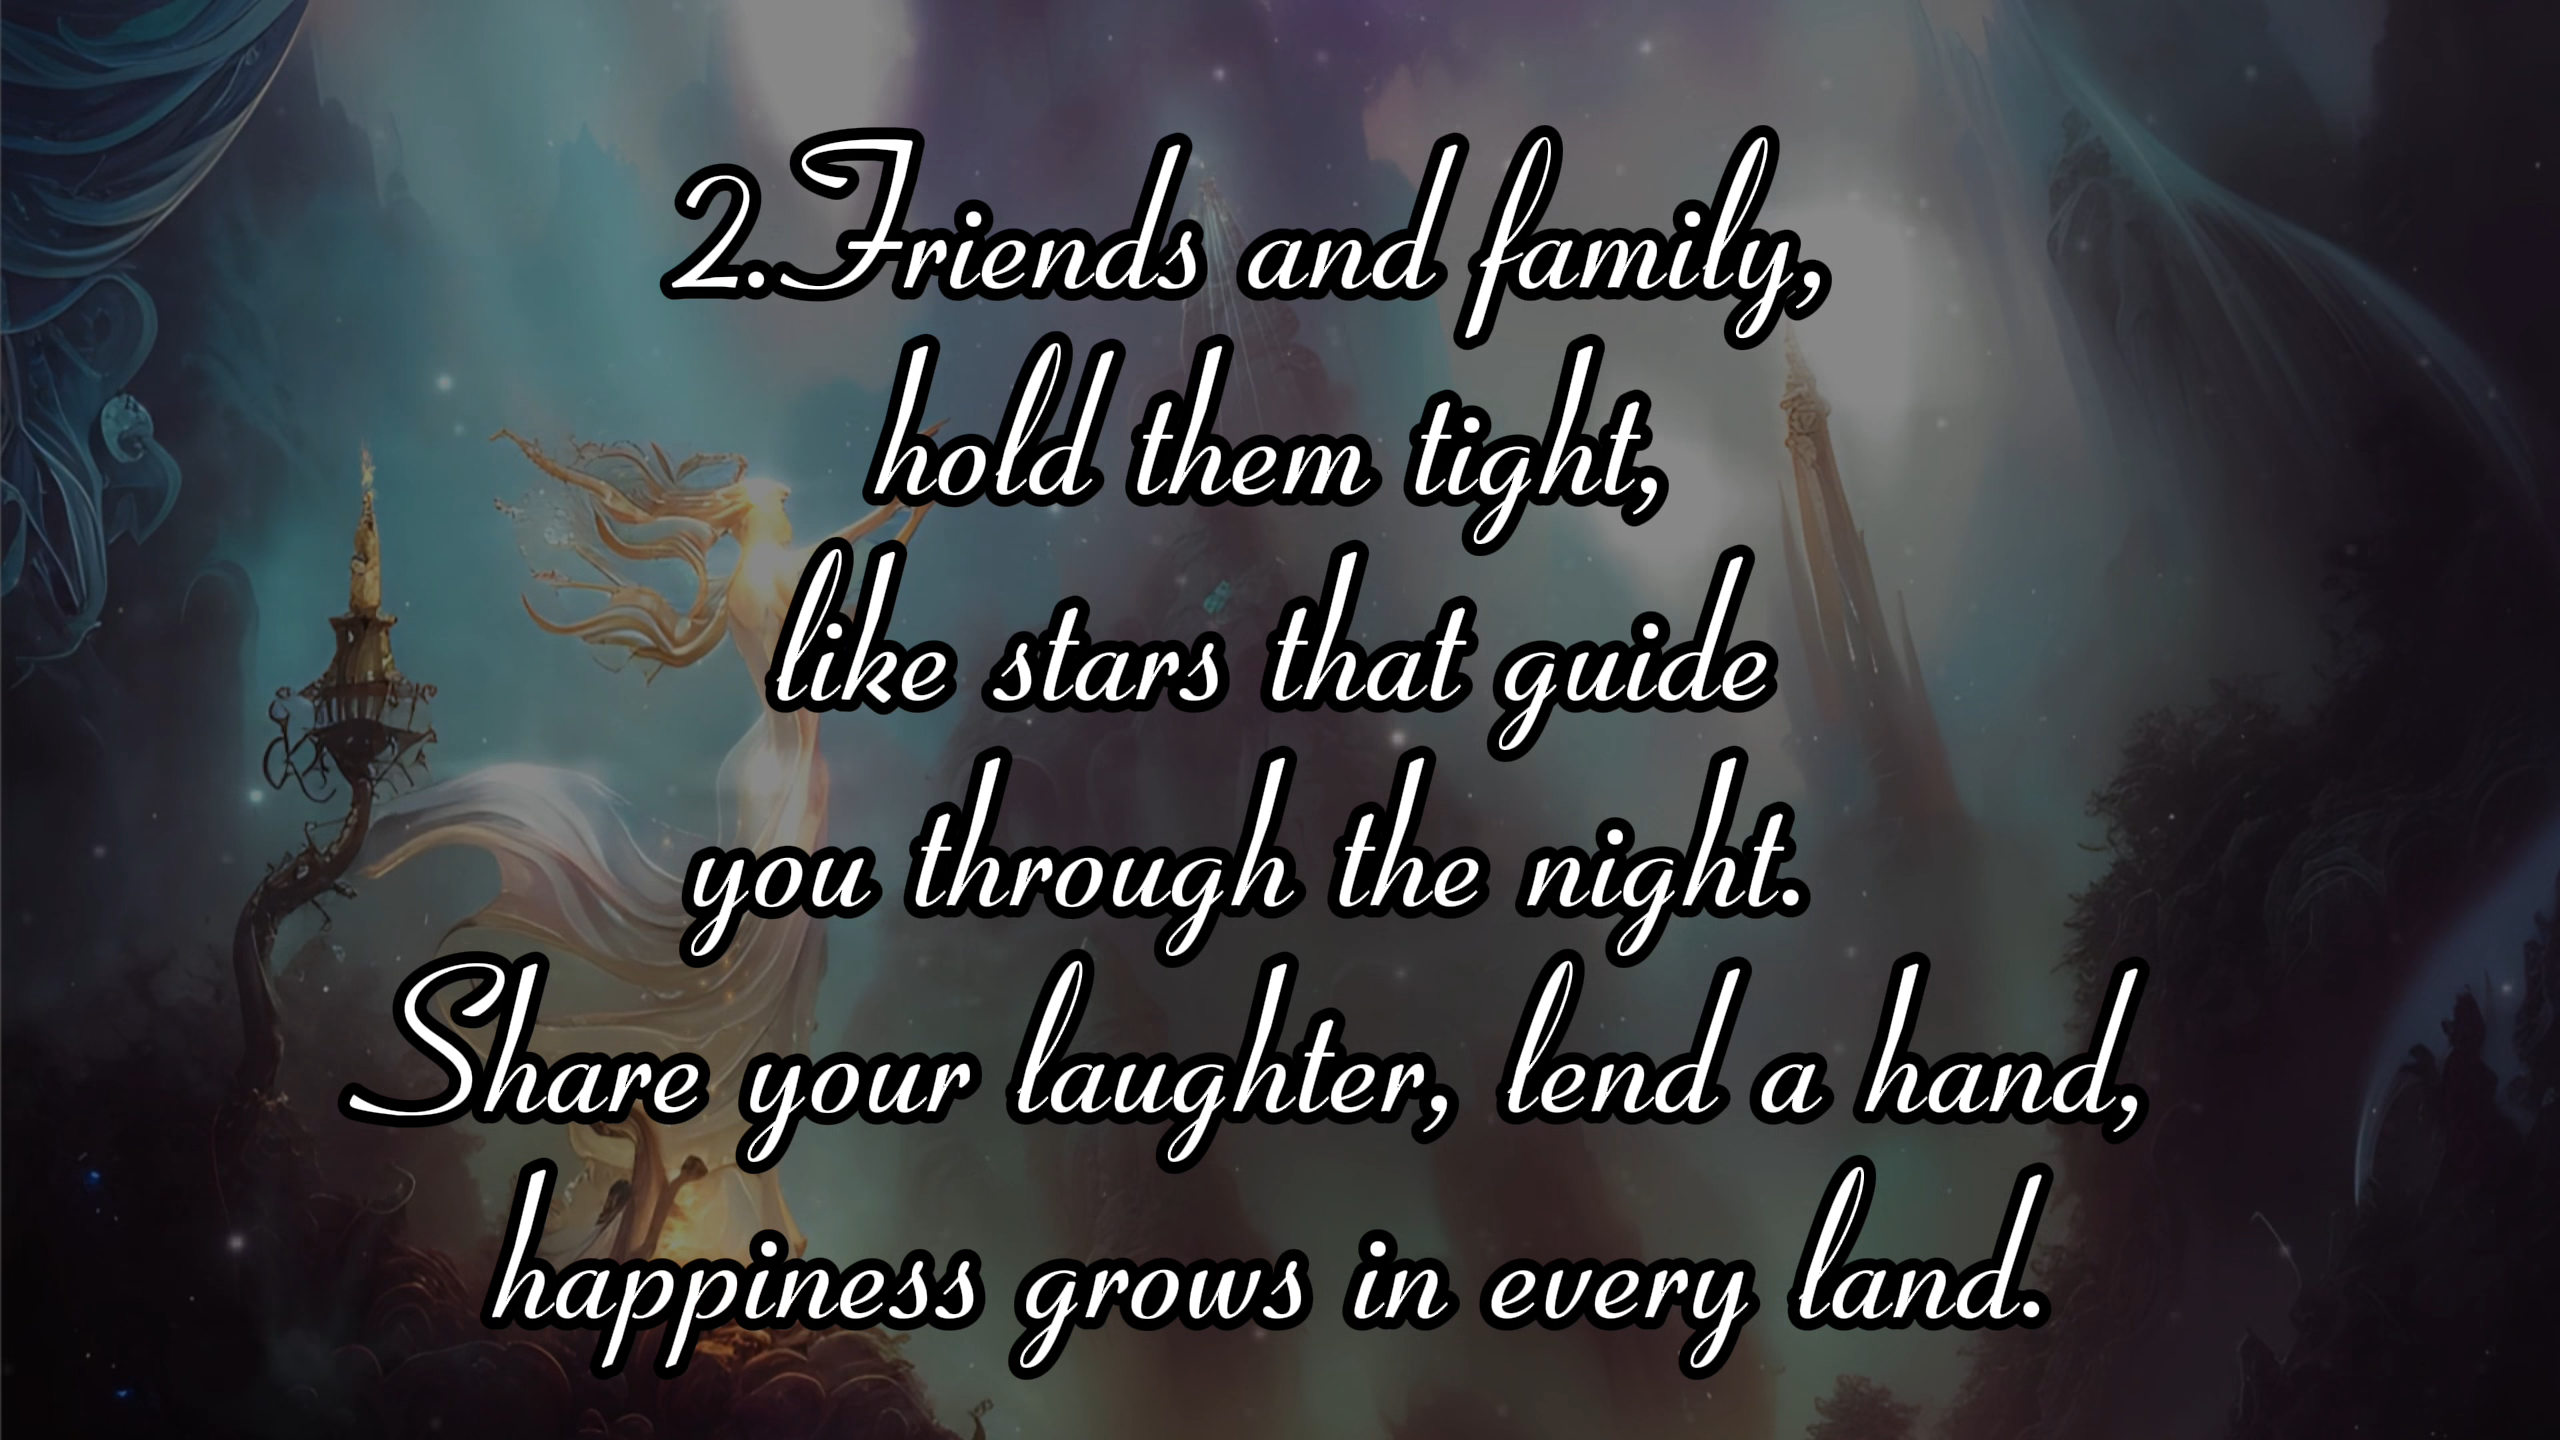 2.Friends and family,
hold them tight,
like stars that guide
you through the night.
Share your laughter, lend a hand,
happiness grows in every land.